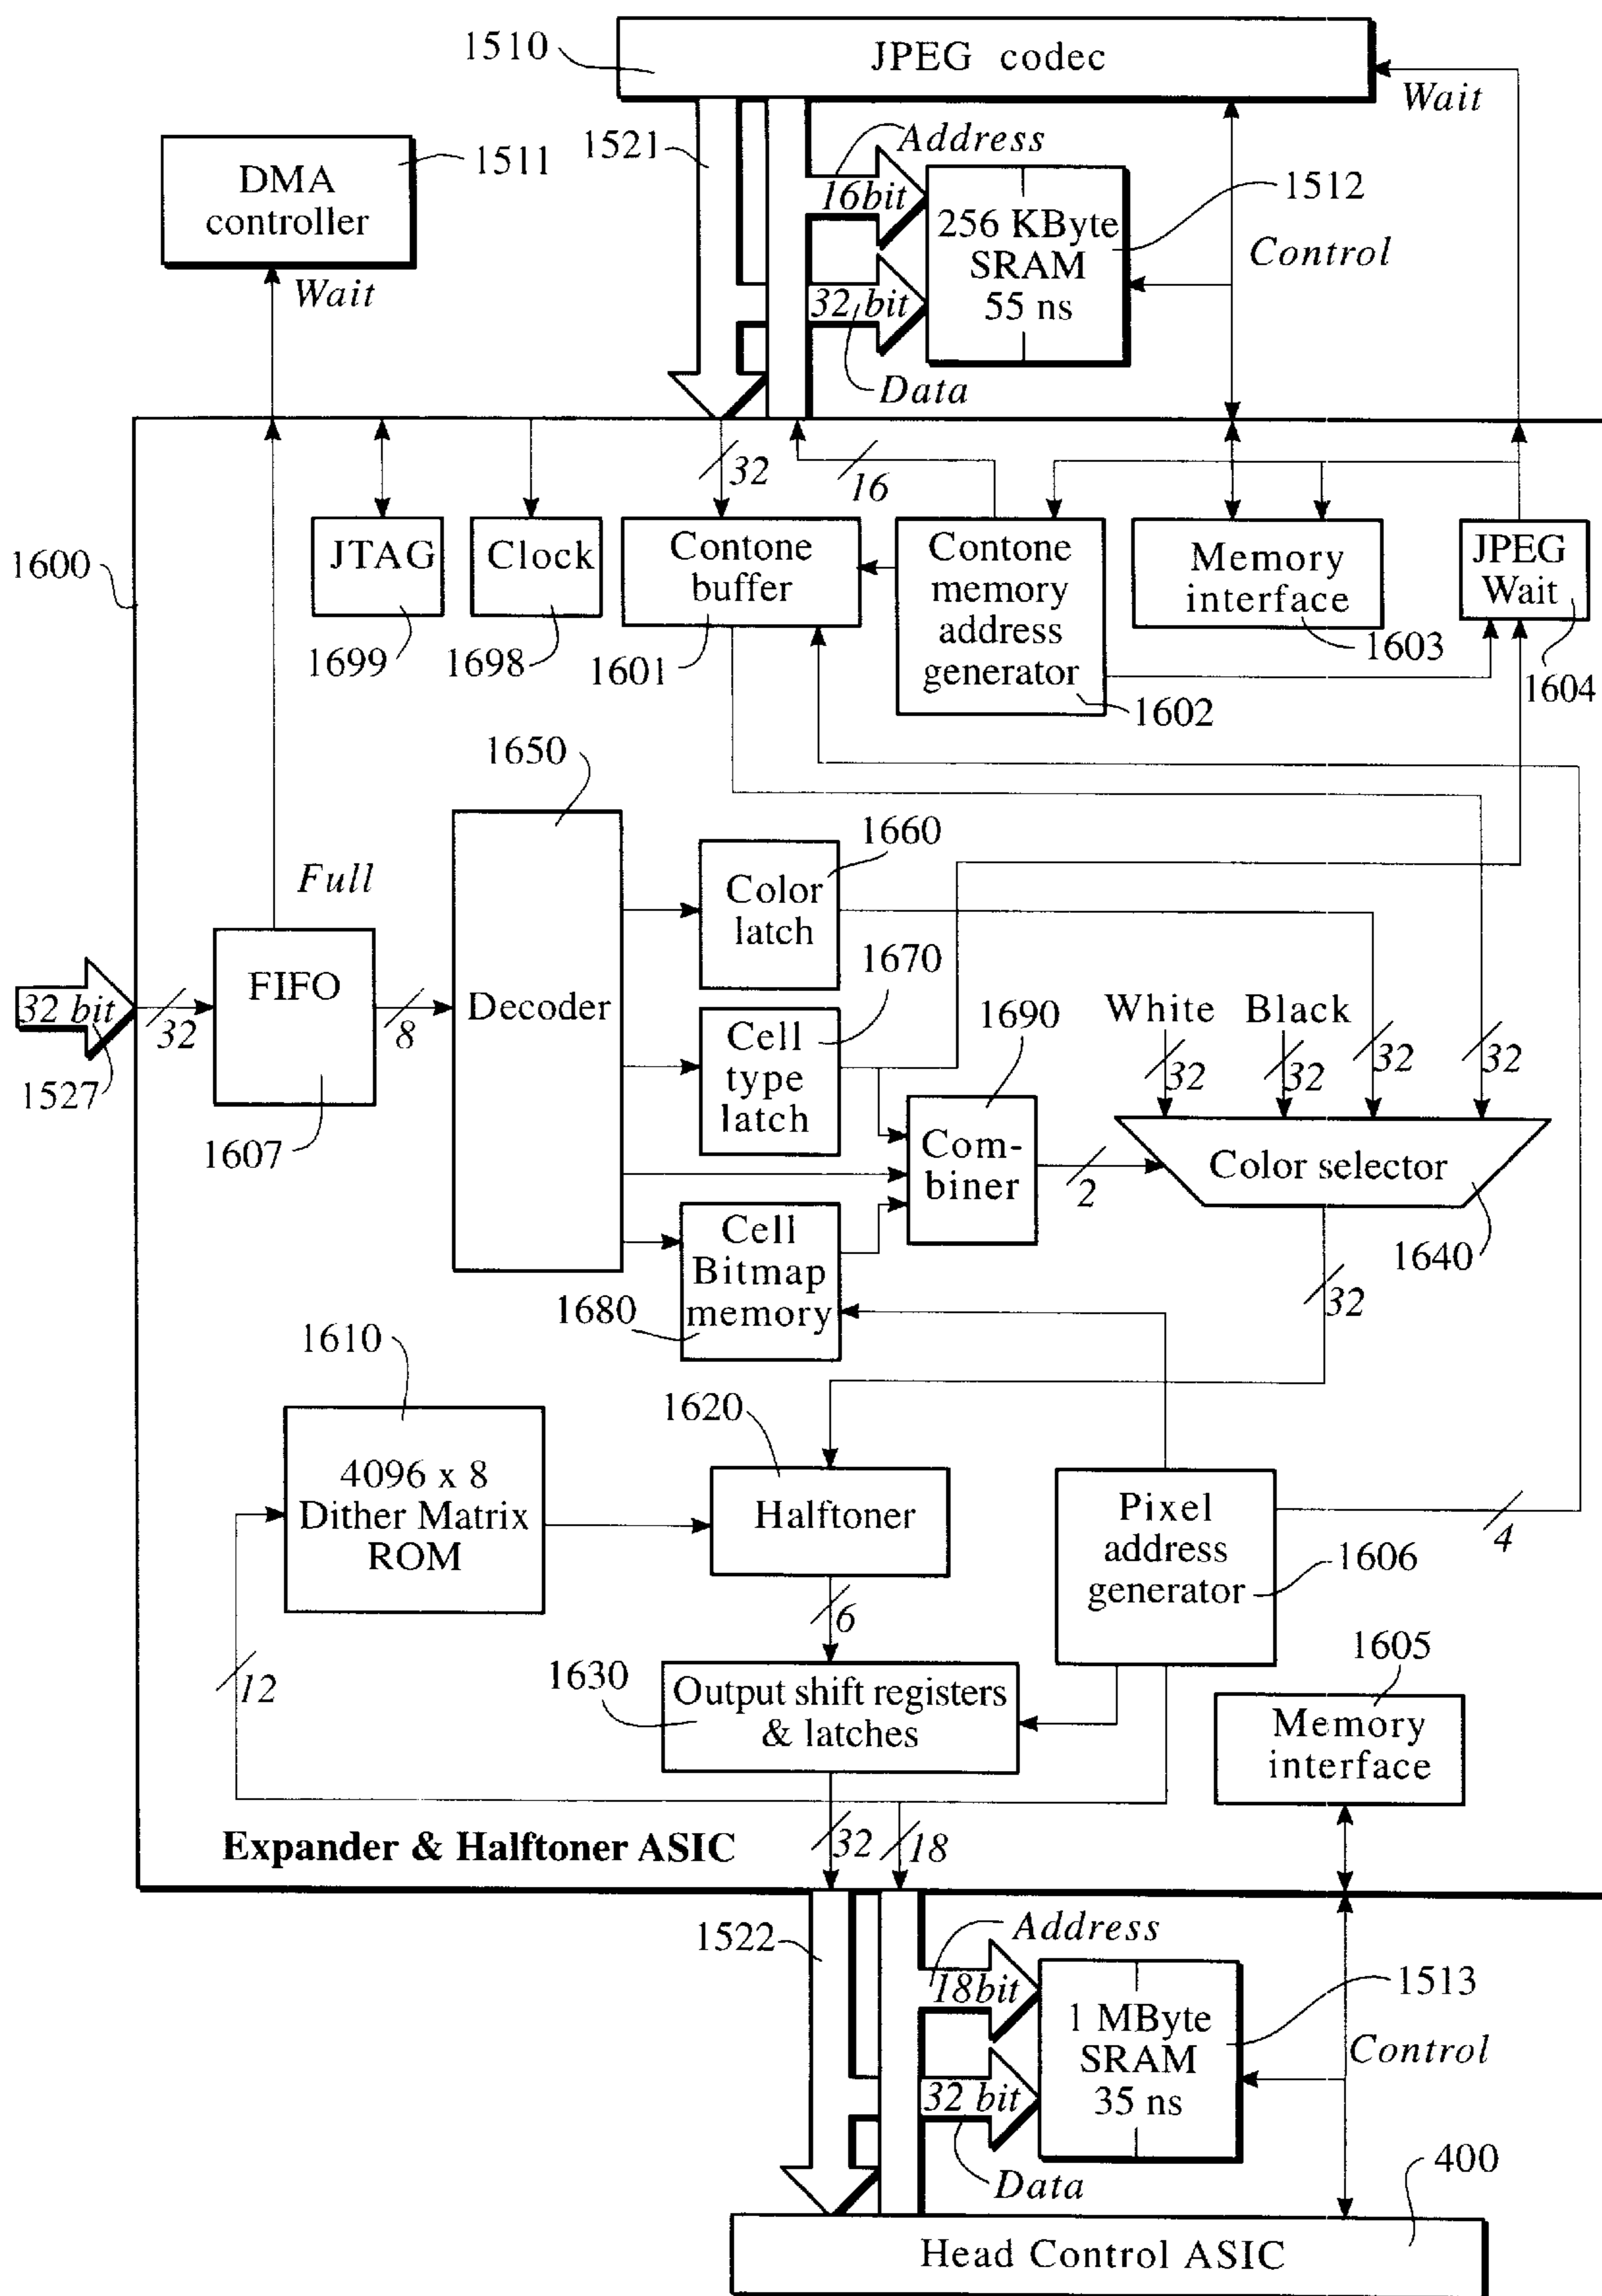 1510
JPEG codec
Wait
1511
DMA
controller
Wait
1521
Address
16bit
32 bit
Data
256 KByte
SRAM
55 ns
1512
Control
32
16
1600
JTAG
1699
Clock
1698
Contone
buffer
1601
Contone
memory
address
generator
1602
Memory
interface
1603
JPEG
Wait
1604
1650
Full
32 bit
1527
32
FIFO
1607
8
Decoder
1660
Color
latch
1670
Cell
type
latch
1690
Com-
biner
2
White
32
Black
32
32
32
Color selector
1640
32
Cell
Bitmap
memory
1680
1610
4096 x 8
Dither Matrix
ROM
1620
Halftoner
6
Pixel
address
generator
1606
4
12
1630
Output shift registers
& latches
1605
Memory
interface
Expander & Halftoner ASIC
32
18
1522
Address
18bit
32 bit
Data
1 MByte
SRAM
35 ns
1513
Control
400
Head Control ASIC